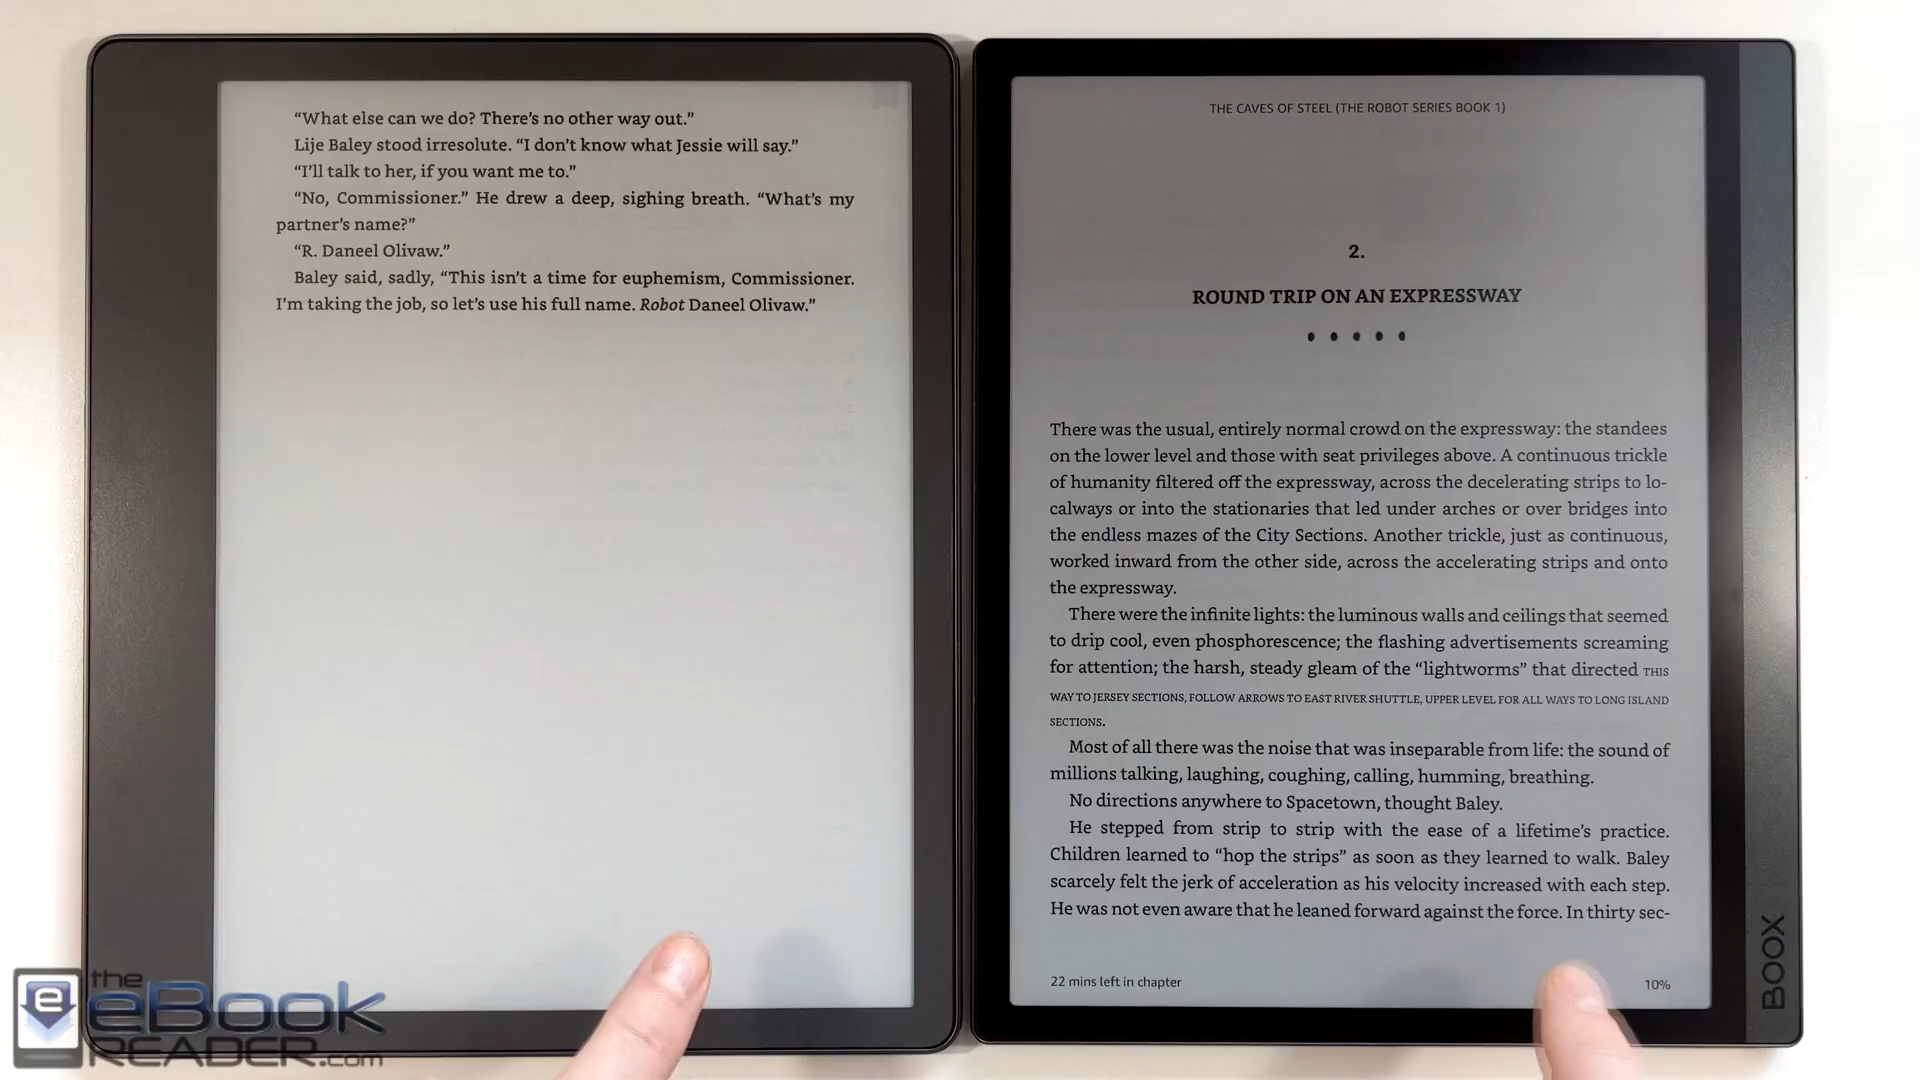 “What else can we do? There’s no other way out.”
Lije Baley stood irresolute. “I don’t know what Jessie will say.”
“I’ll talk to her, if you want me to.”
“No, Commissioner.” He drew a deep, sighing breath. “What’s my
partner’s name?”
“R. Daneel Olivaw.”
Baley said, sadly, “This isn’t a time for euphemism, Commissioner.
I’m taking the job, so let’s use his full name. Robot Daneel Olivaw.”
THE CAVES OF STEEL (THE ROBOT SERIES BOOK 1)
2.
ROUND TRIP ON AN EXPRESSWAY
There was the usual, entirely normal crowd on the expressway: the standees
on the lower level and those with seat privileges above. A continuous trickle
of humanity filtered off the expressway, across the decelerating strips to lo-
calways or into the stationaries that led under arches or over bridges into
the endless mazes of the City Sections. Another trickle, just as continuous,
worked inward from the other side, across the accelerating strips and onto
the expressway.
There were the infinite lights: the luminous walls and ceilings that seemed
to drip cool, even phosphorescence; the flashing advertisements screaming
for attention; the harsh, steady gleam of the “lightworms” that directed THIS
WAY TO JERSEY SECTIONS, FOLLOW ARROWS TO EAST RIVER SHUTTLE, UPPER LEVEL FOR ALL WAYS TO LONG ISLAND
SECTIONS.
Most of all there was the noise that was inseparable from life: the sound of
millions talking, laughing, coughing, calling, humming, breathing.
No directions anywhere to Spacetown, thought Baley.
He stepped from strip to strip with the ease of a lifetime’s practice.
Children learned to “hop the strips” as soon as they learned to walk. Baley
scarcely felt the jerk of acceleration as his velocity increased with each step.
He was not even aware that he leaned forward against the force. In thirty sec-
22 mins left in chapter
10%
BOOX
e
the
eBook
READER.com